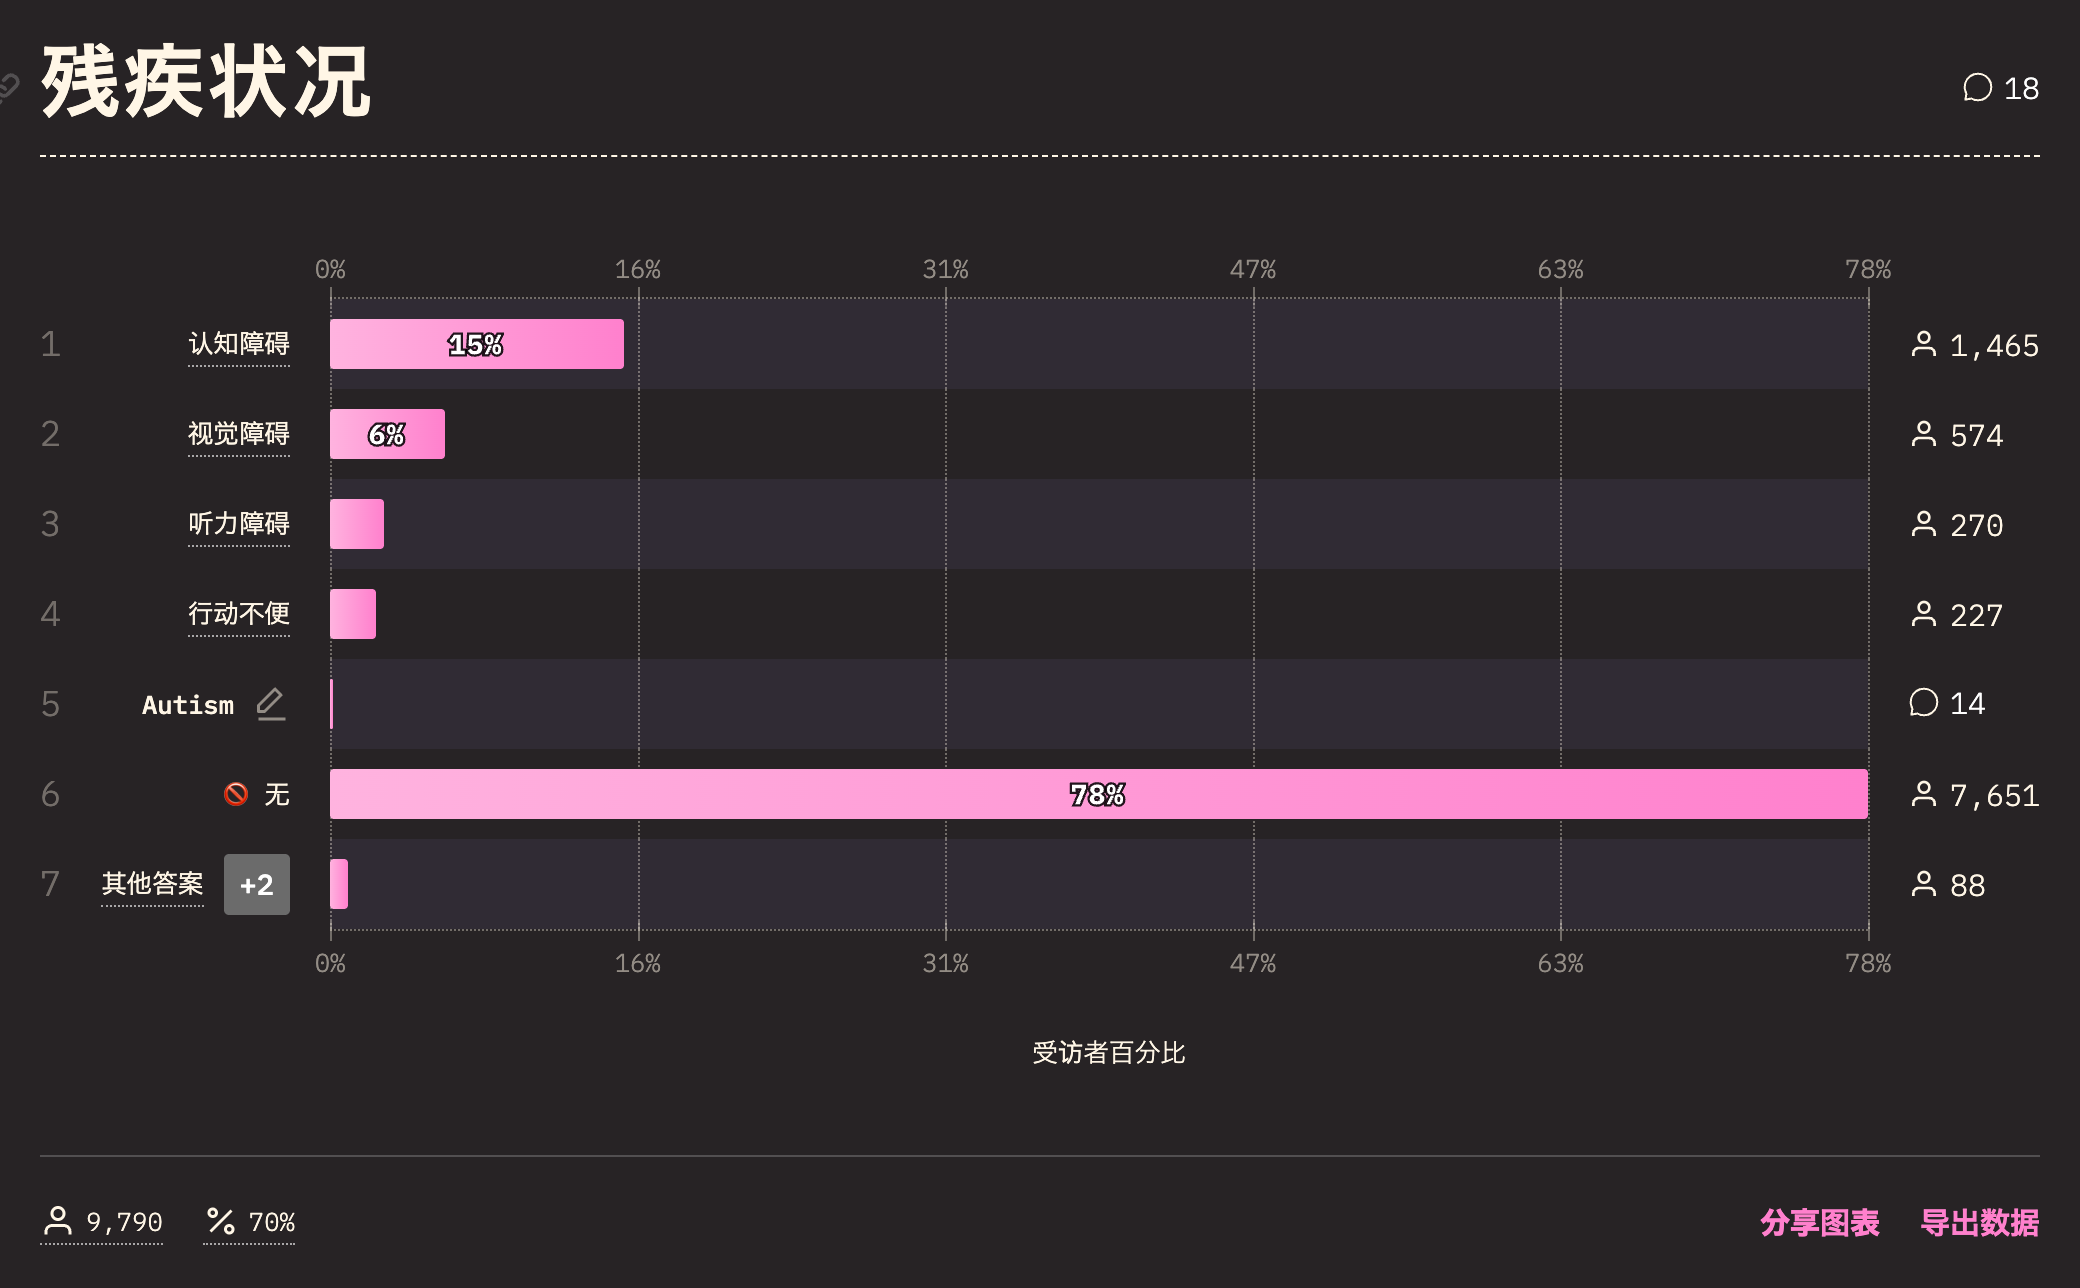 残疾状况
18
0% 16% 31% 47% 63% 78%
1 认知障碍 15% 1,465
2 视觉障碍 6% 574
3 听力障碍 270
4 行动不便 227
5 Autism 14
6 无 78% 7,651
7 其他答案 +2 88
0% 16% 31% 47% 63% 78%
受访者百分比
9,790 70% 分享图表 导出数据